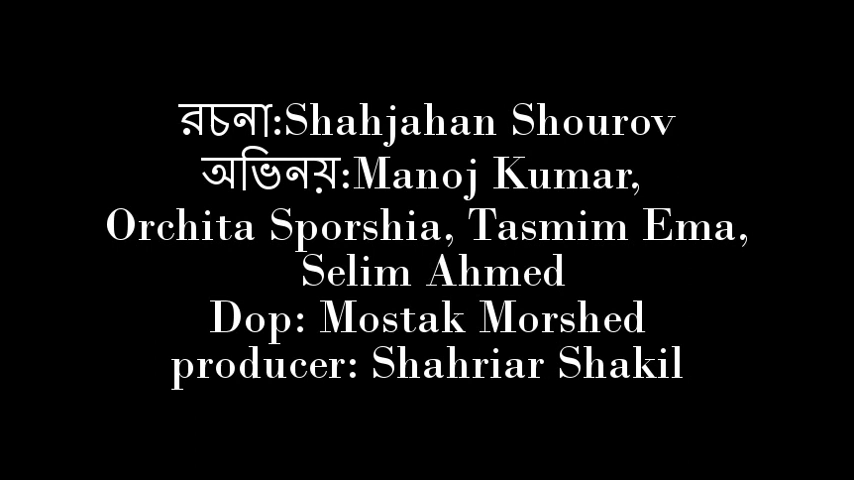 রচনা:Shahjahan Shourov
অভিনয়:Manoj Kumar,
Orchita Sporshia, Tasmim Ema,
Selim Ahmed
Dop: Mostak Morshed
producer: Shahriar Shakil